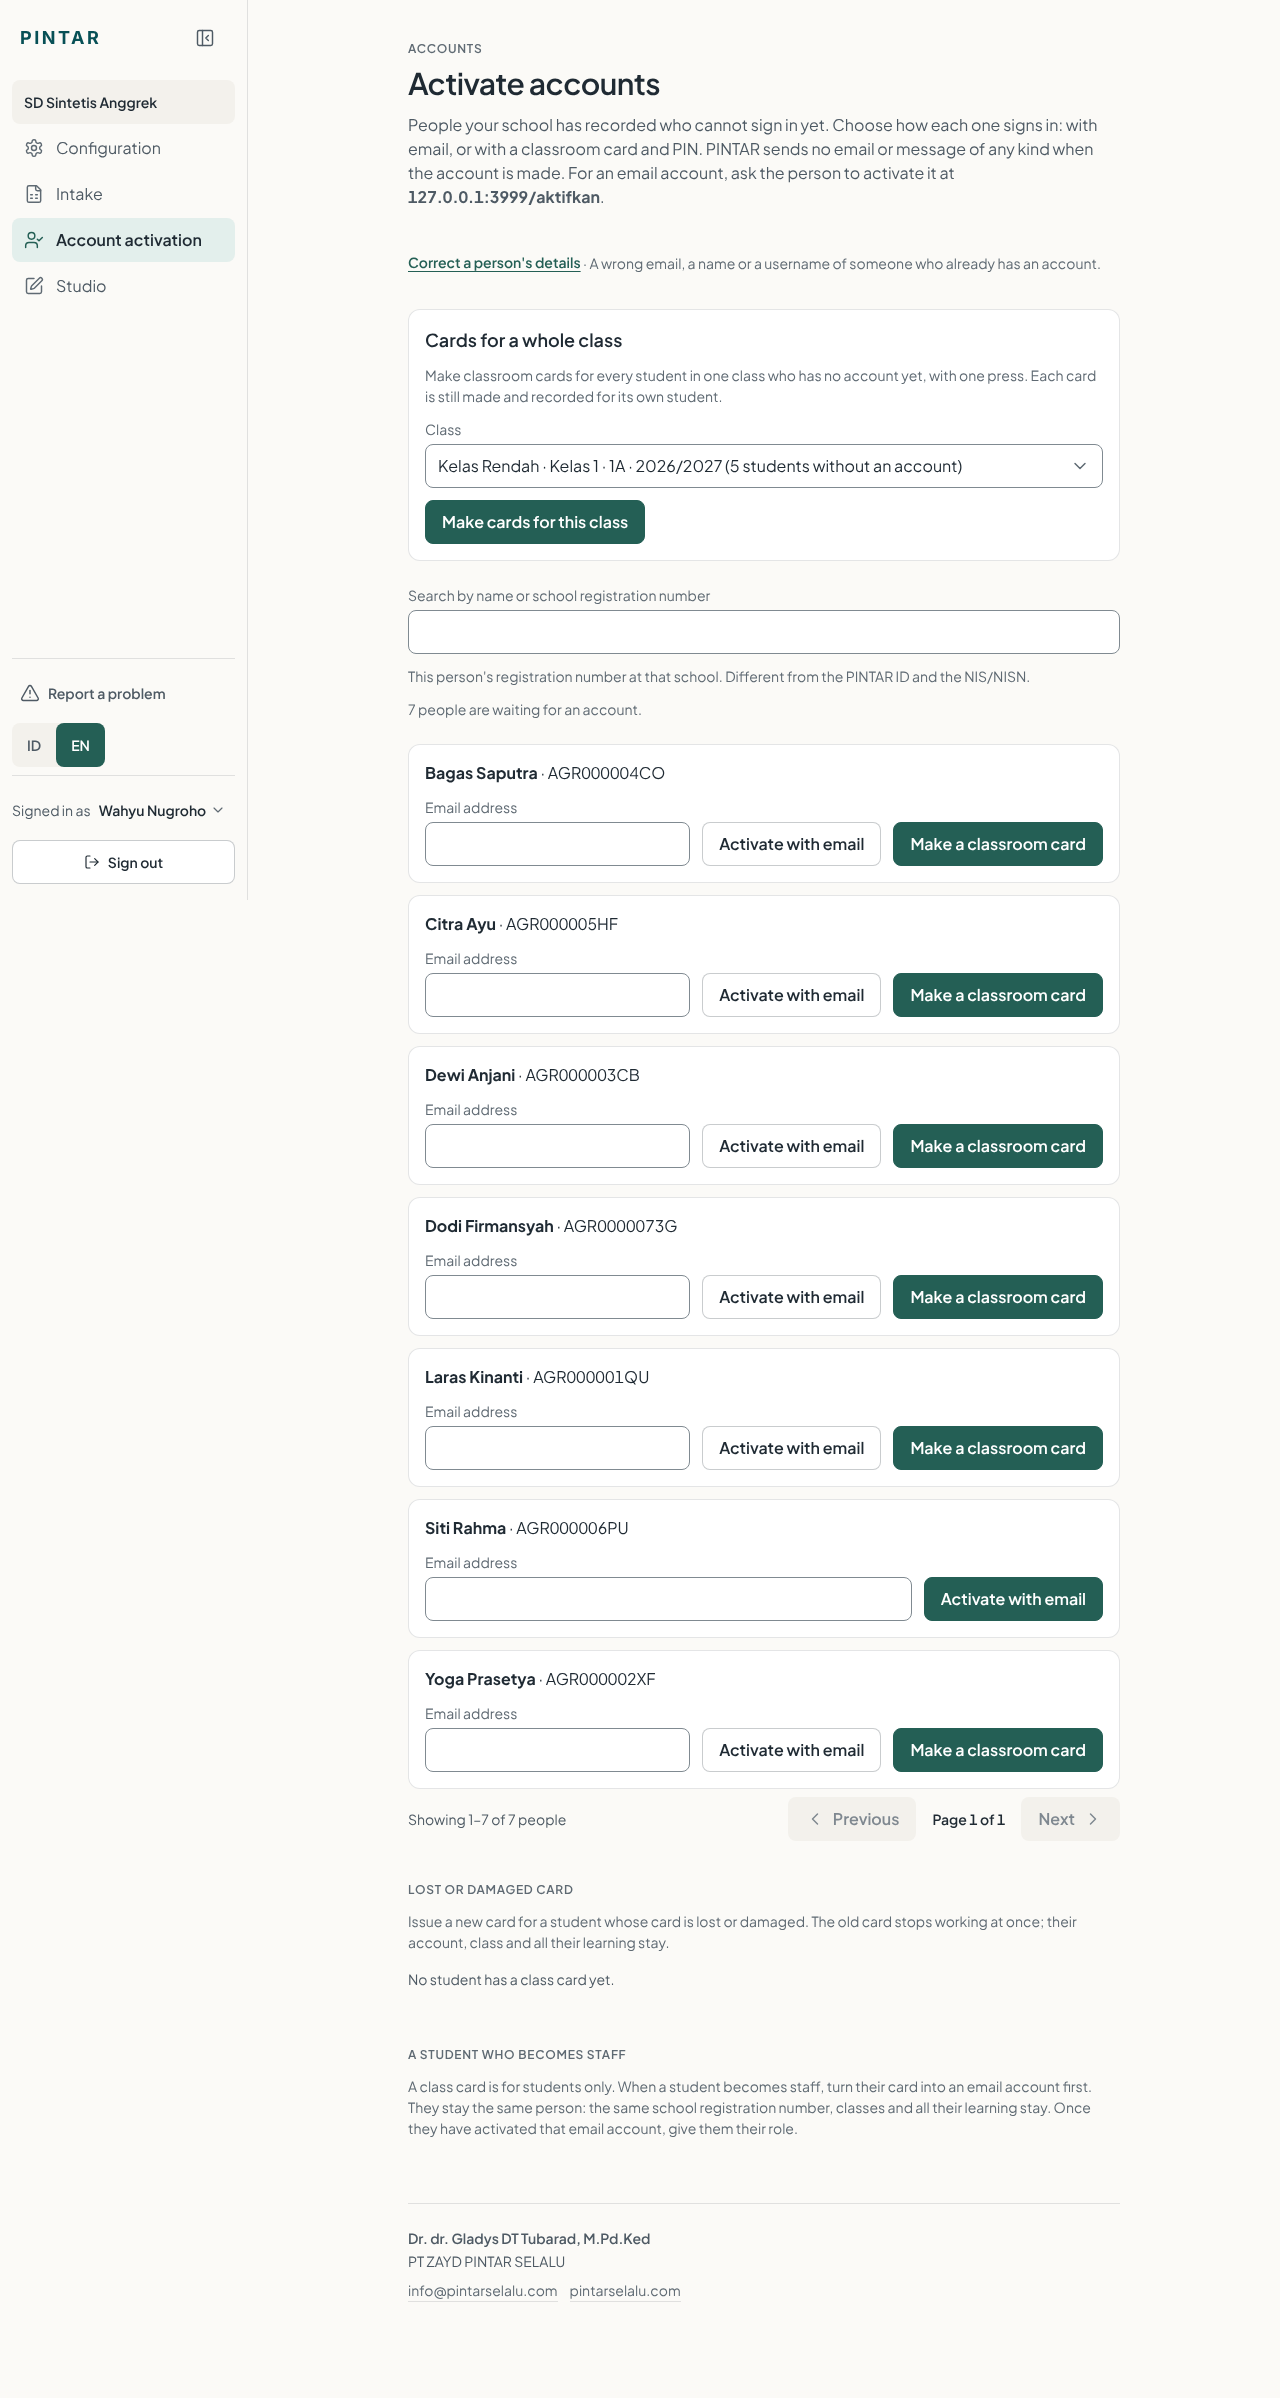 PINTAR
SD Sintetis Anggrek
Configuration
Intake
Account activation
Studio
Report a problem
ID EN
Signed in as Wahyu Nugroho
Sign out
ACCOUNTS
Activate accounts
People your school has recorded who cannot sign in yet. Choose how each one signs in: with
email, or with a classroom card and PIN. PINTAR sends no email or message of any kind when
the account is made. For an email account, ask the person to activate it at
127.0.0.1:3999/aktifkan.
Correct a person's details · A wrong email, a name or a username of someone who already has an account.
Cards for a whole class
Make classroom cards for every student in one class who has no account yet, with one press. Each card
is still made and recorded for its own student.
Class
Kelas Rendah · Kelas 1 · 1A · 2026/2027 (5 students without an account)
Make cards for this class
Search by name or school registration number
This person's registration number at that school. Different from the PINTAR ID and the NIS/NISN.
7 people are waiting for an account.
Bagas Saputra · AGR000004CO
Email address
Activate with email Make a classroom card
Citra Ayu · AGR000005HF
Email address
Activate with email Make a classroom card
Dewi Anjani · AGR000003CB
Email address
Activate with email Make a classroom card
Dodi Firmansyah · AGR0000073G
Email address
Activate with email Make a classroom card
Laras Kinanti · AGR000001QU
Email address
Activate with email Make a classroom card
Siti Rahma · AGR000006PU
Email address
Activate with email
Yoga Prasetya · AGR000002XF
Email address
Activate with email Make a classroom card
Showing 1–7 of 7 people Previous Page 1 of 1 Next
LOST OR DAMAGED CARD
Issue a new card for a student whose card is lost or damaged. The old card stops working at once; their
account, class and all their learning stay.
No student has a class card yet.
A STUDENT WHO BECOMES STAFF
A class card is for students only. When a student becomes staff, turn their card into an email account first.
They stay the same person: the same school registration number, classes and all their learning stay. Once
they have activated that email account, give them their role.
Dr. dr. Gladys DT Tubarad, M.Pd.Ked
PT ZAYD PINTAR SELALU
info@pintarselalu.com pintarselalu.com